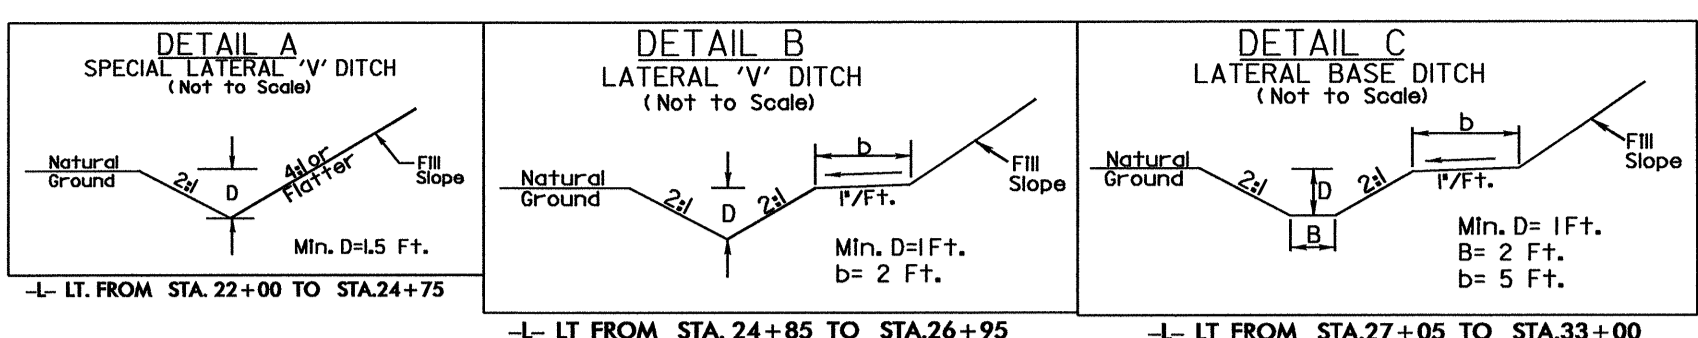 DETAIL A
SPECIAL LATERAL 'V' DITCH
(Not to Scale)
Natural
Ground
2:1
D
4:1 or
Flatter
Fill
Slope
Min. D=1.5 Ft.
-L- LT. FROM STA. 22+00 TO STA.24+75
DETAIL B
LATERAL 'V' DITCH
(Not to Scale)
Natural
Ground
2:1
D
2:1
b
1"/Ft.
Fill
Slope
Min. D=1Ft.
b= 2 Ft.
-L- LT FROM STA. 24+85 TO STA.26+95
DETAIL C
LATERAL BASE DITCH
(Not to Scale)
Natural
Ground
2:1
D
2:1
B
b
1"/Ft.
Fill
Slope
Min. D= 1Ft.
B= 2 Ft.
b= 5 Ft.
-L- LT FROM STA.27+05 TO STA.33+00